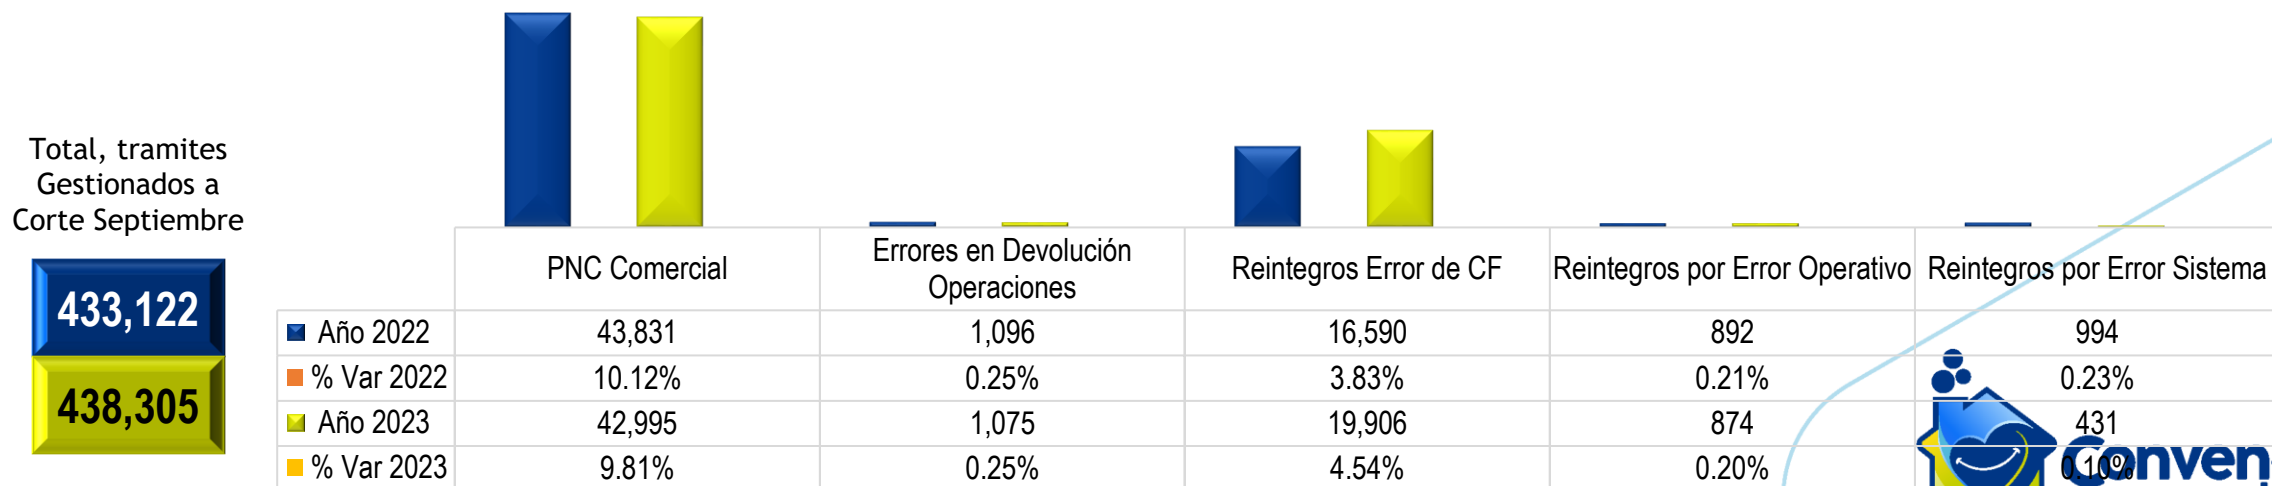 Total, tramites
Gestionados a
Corte Septiembre
433,122
438,305
PNC Comercial
Errores en Devolución
Operaciones
Reintegros Error de CF
Reintegros por Error Operativo
Reintegros por Error Sistema
Año 2022 43,831 1,096 16,590 892 994
% Var 2022 10.12% 0.25% 3.83% 0.21% 0.23%
Año 2023 42,995 1,075 19,906 874 431
% Var 2023 9.81% 0.25% 4.54% 0.20% 0.10%
Conven